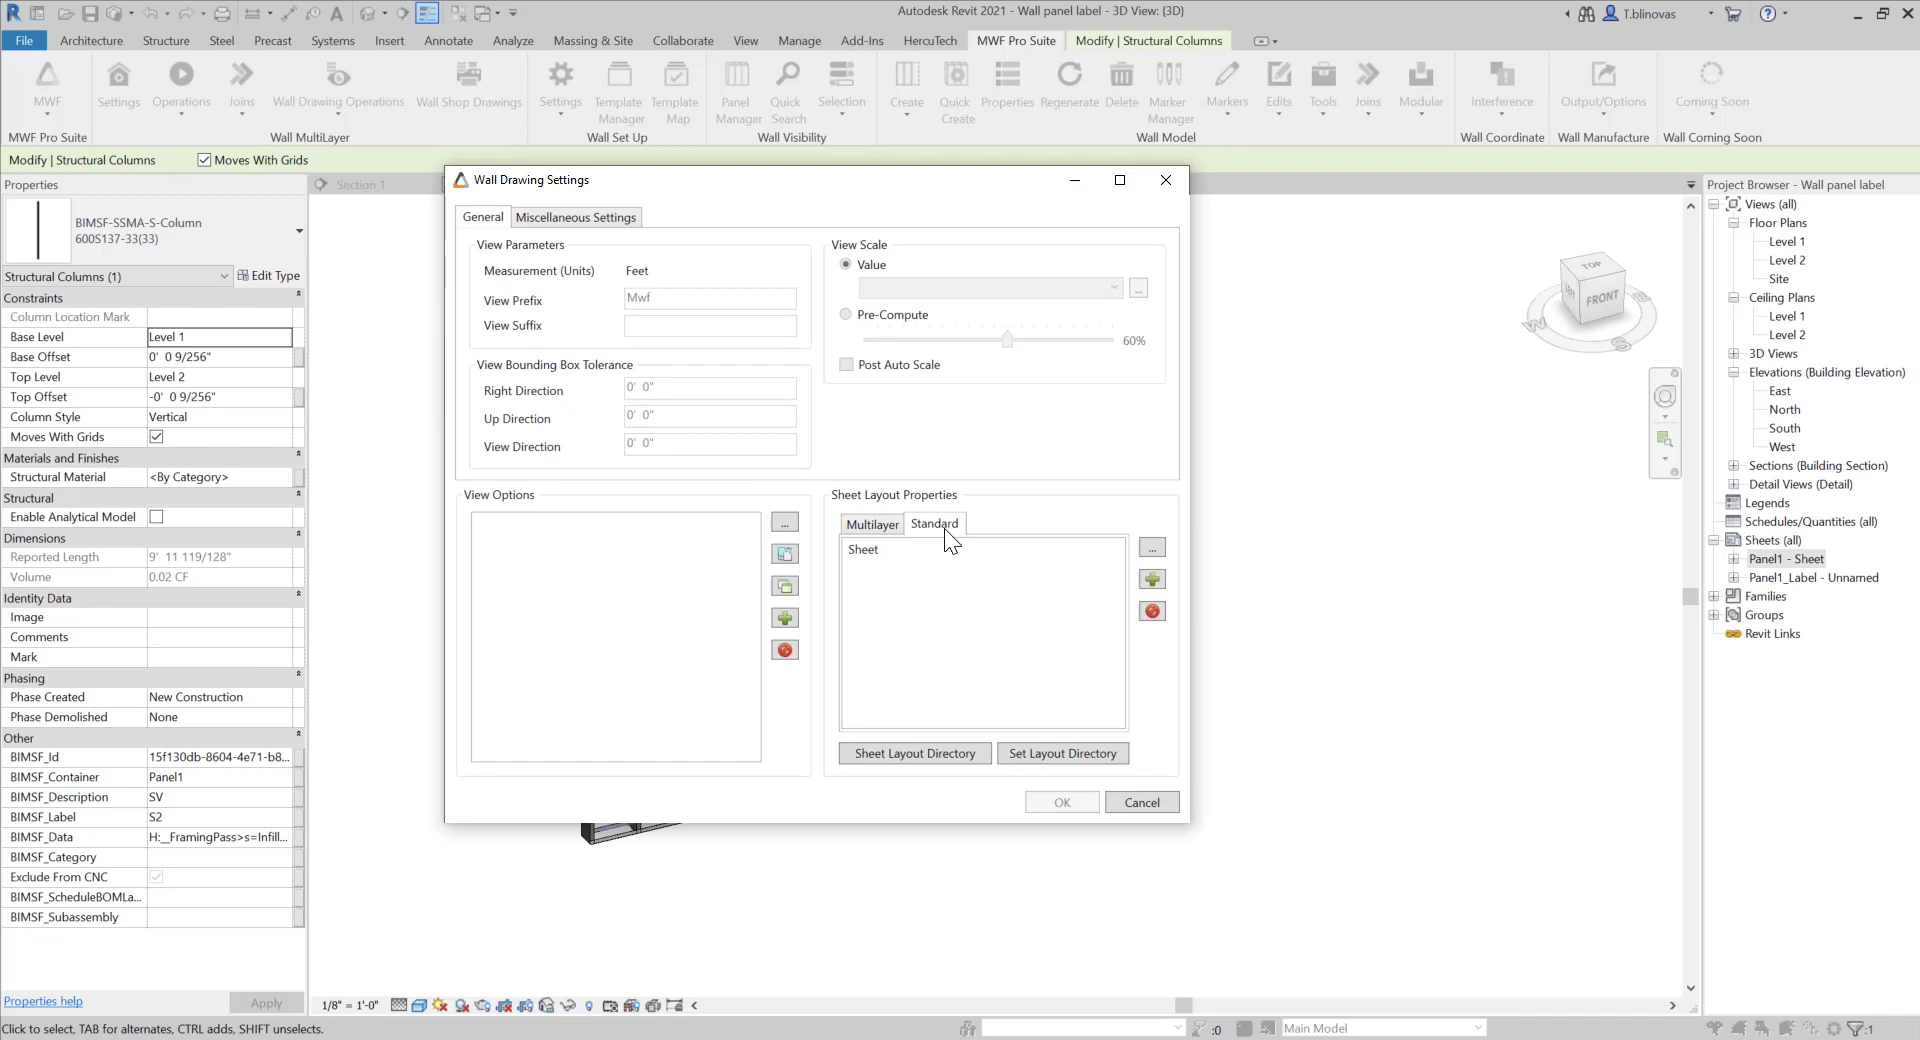 Autodesk Revit 2021 - Wall panel label - 3D View: {3D}
T.blinovas
File Architecture Structure Steel Precast Systems Insert Annotate Analyze Massing & Site Collaborate View Manage Add-Ins HercuTech MWF Pro Suite Modify | Structural Columns
MWF Settings Operations Joins Wall Drawing Operations Wall Shop Drawings Settings Template Manager Template Map Panel Manager Quick Search Selection Create Quick Create Properties Regenerate Delete Marker Manager Markers Edits Tools Joins Modular Interference Output/Options Coming Soon
MWF Pro Suite Wall MultiLayer Wall Set Up Wall Visibility Wall Model Wall Coordinate Wall Manufacture Wall Coming Soon
Modify | Structural Columns Moves With Grids
Properties
BIMSF-SSMA-S-Column
600S137-33(33)
Structural Columns (1) Edit Type
Constraints
Column Location Mark
Base Level Level 1
Base Offset 0' 0 9/256"
Top Level Level 2
Top Offset -0' 0 9/256"
Column Style Vertical
Moves With Grids
Materials and Finishes
Structural Material <By Category>
Structural
Enable Analytical Model
Dimensions
Reported Length 9' 11 119/128"
Volume 0.02 CF
Identity Data
Image
Comments
Mark
Phasing
Phase Created New Construction
Phase Demolished None
Other
BIMSF_Id 15f130db-8604-4e71-b8...
BIMSF_Container Panel1
BIMSF_Description SV
BIMSF_Label S2
BIMSF_Data H:__FramingPass>s=Infill...
BIMSF_Category
Exclude From CNC
BIMSF_ScheduleBOMLa...
BIMSF_Subassembly
Properties help Apply
Section 1
Wall Drawing Settings
General Miscellaneous Settings
View Parameters
Measurement (Units) Feet
View Prefix Mwf
View Suffix
View Bounding Box Tolerance
Right Direction 0' 0"
Up Direction 0' 0"
View Direction 0' 0"
View Scale
Value
...
Pre-Compute
60%
Post Auto Scale
View Options
...
Sheet Layout Properties
Multilayer Standard
Sheet
...
Sheet Layout Directory Set Layout Directory
OK Cancel
TOP
LEFT
FRONT
W
S
E
Project Browser - Wall panel label
Views (all)
Floor Plans
Level 1
Level 2
Site
Ceiling Plans
Level 1
Level 2
3D Views
Elevations (Building Elevation)
East
North
South
West
Sections (Building Section)
Detail Views (Detail)
Legends
Schedules/Quantities (all)
Sheets (all)
Panel1 - Sheet
Panel1_Label - Unnamed
Families
Groups
Revit Links
1/8" = 1'-0"
Click to select, TAB for alternates, CTRL adds, SHIFT unselects.
:0
Main Model
:1